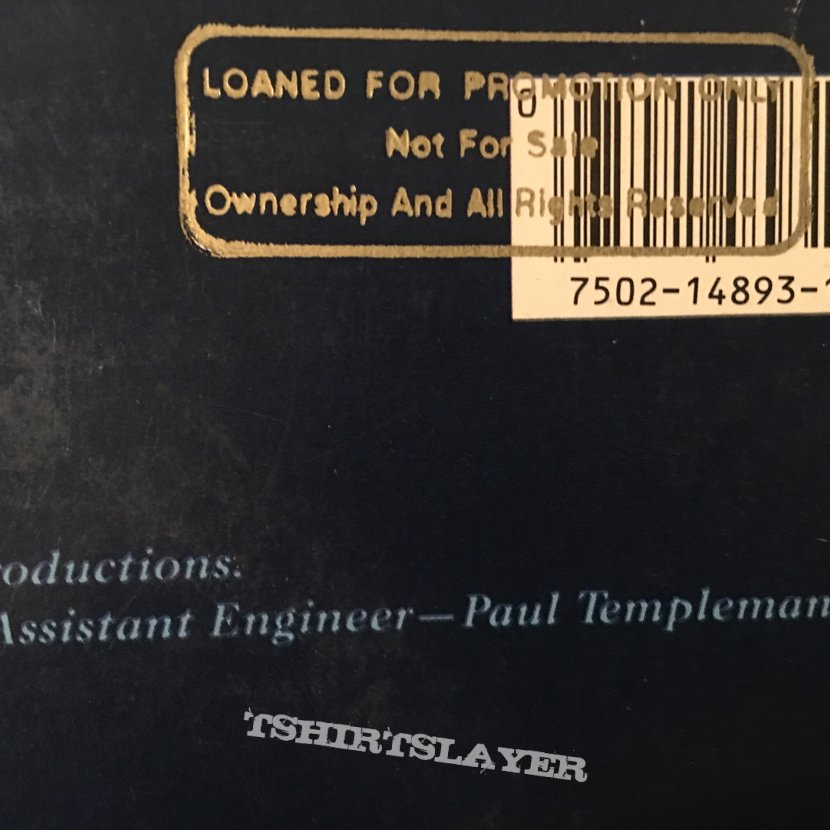 LOANED FOR PROMOTION ONLY
Not For Sale
Ownership And All Rights Reserved
0
7502-14893-1
roductions.
Assistant Engineer—Paul Templeman
TSHIRTSLAYER